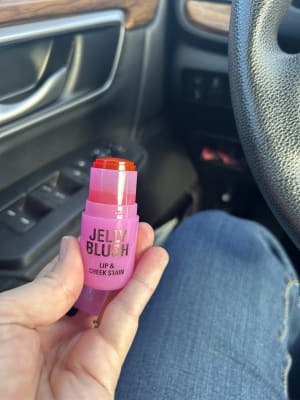 JELLY
BLUSH
LIP &
CHEEK STAIN